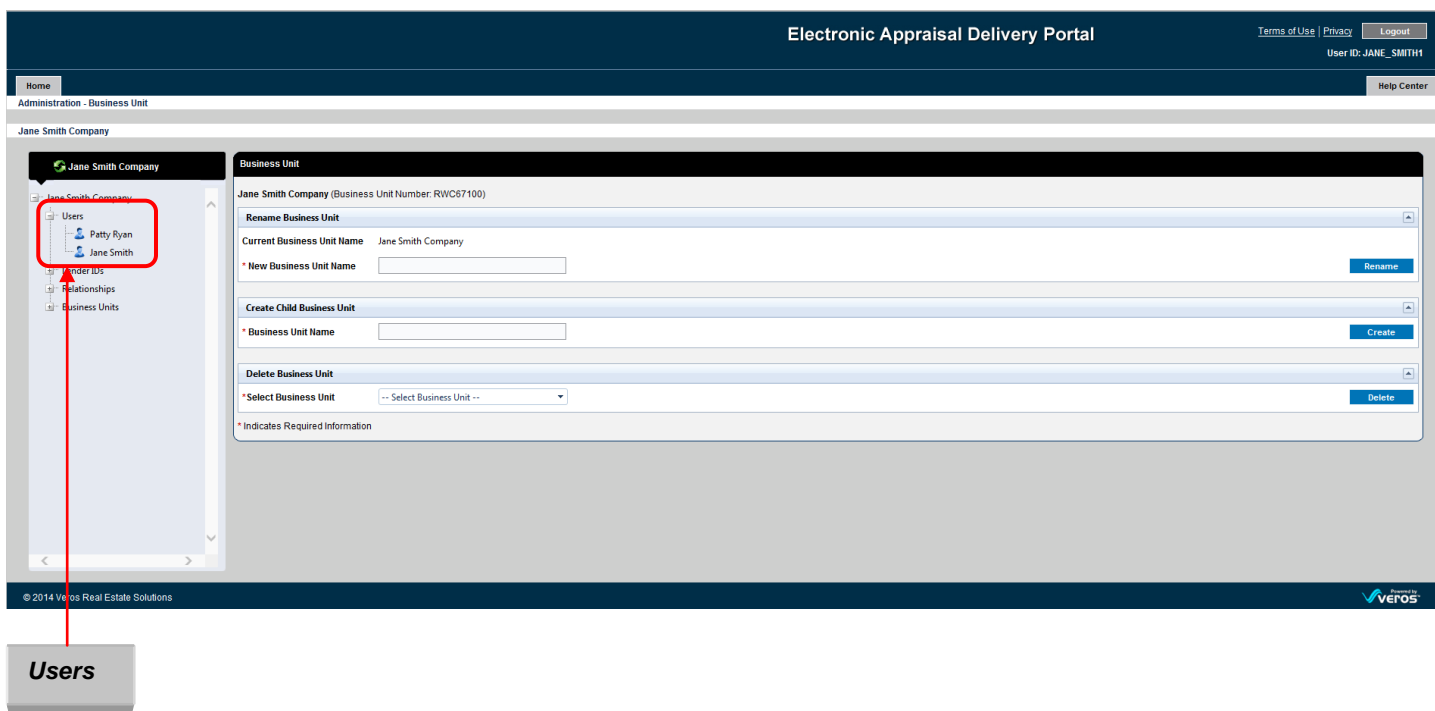 Electronic Appraisal Delivery Portal
Terms of Use | Privacy Logout
User ID: JANE_SMITH1
Home Help Center
Administration - Business Unit
Jane Smith Company
Jane Smith Company
Jane Smith Company
Users
Patty Ryan
Jane Smith
Lender IDs
Relationships
Business Units
Business Unit
Jane Smith Company (Business Unit Number: RWC67100)
Rename Business Unit
Current Business Unit Name Jane Smith Company
* New Business Unit Name Rename
Create Child Business Unit
* Business Unit Name Create
Delete Business Unit
*Select Business Unit -- Select Business Unit -- Delete
* Indicates Required Information
© 2014 Veros Real Estate Solutions
Powered by
veros
Users